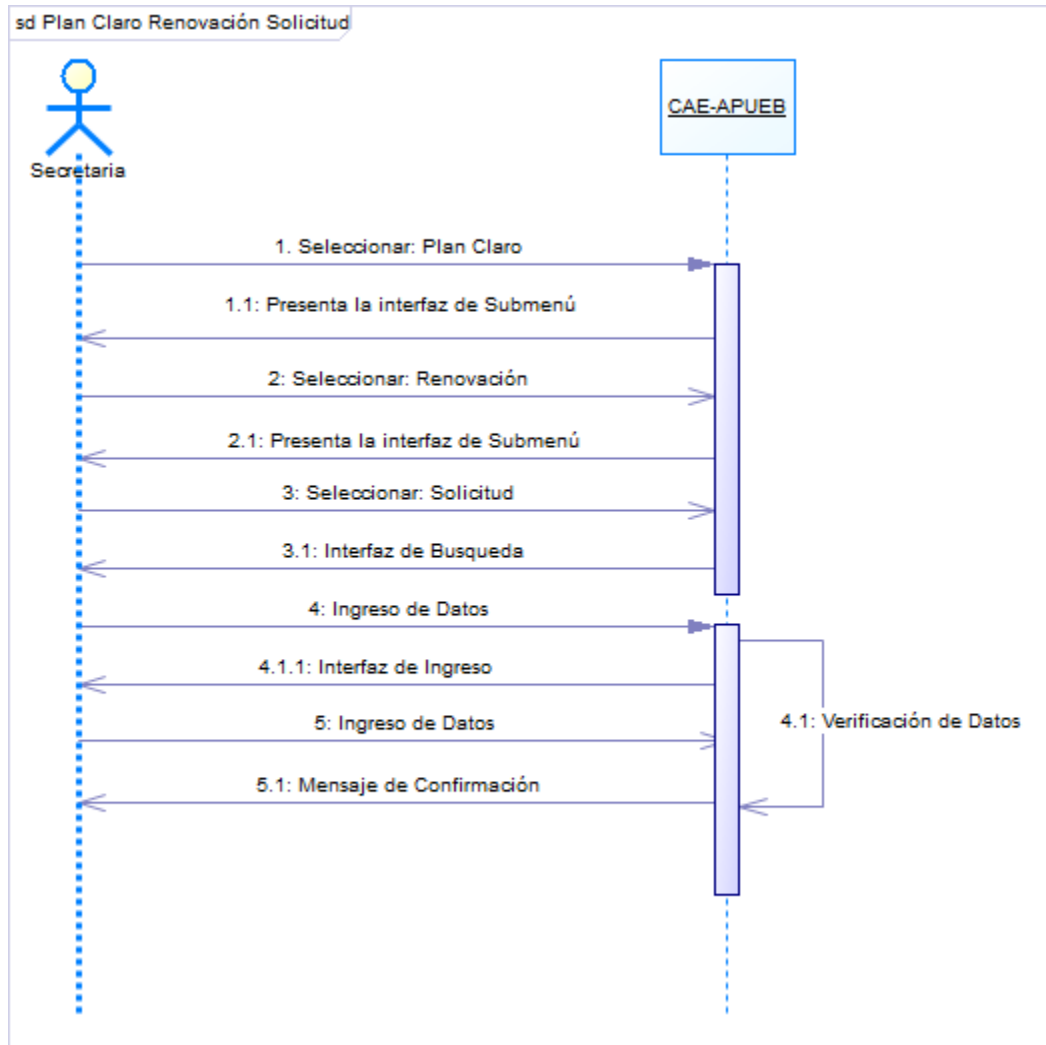 sd Plan Claro Renovación Solicitud
Secretaria
CAE-APUEB
1. Seleccionar: Plan Claro
1.1: Presenta la interfaz de Submenú
2: Seleccionar: Renovación
2.1: Presenta la interfaz de Submenú
3: Seleccionar: Solicitud
3.1: Interfaz de Busqueda
4: Ingreso de Datos
4.1.1: Interfaz de Ingreso
5: Ingreso de Datos
4.1: Verificación de Datos
5.1: Mensaje de Confirmación